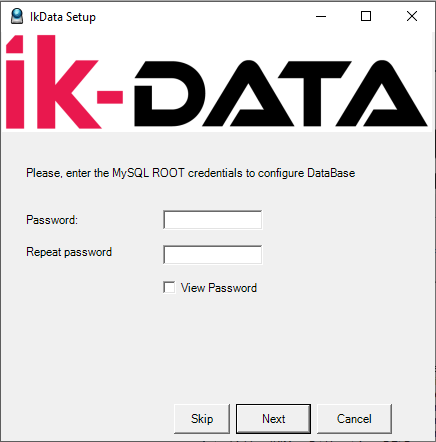 IkData Setup
ik-DATA
Please, enter the MySQL ROOT credentials to configure DataBase
Password:
Repeat password
View Password
Skip
Next
Cancel